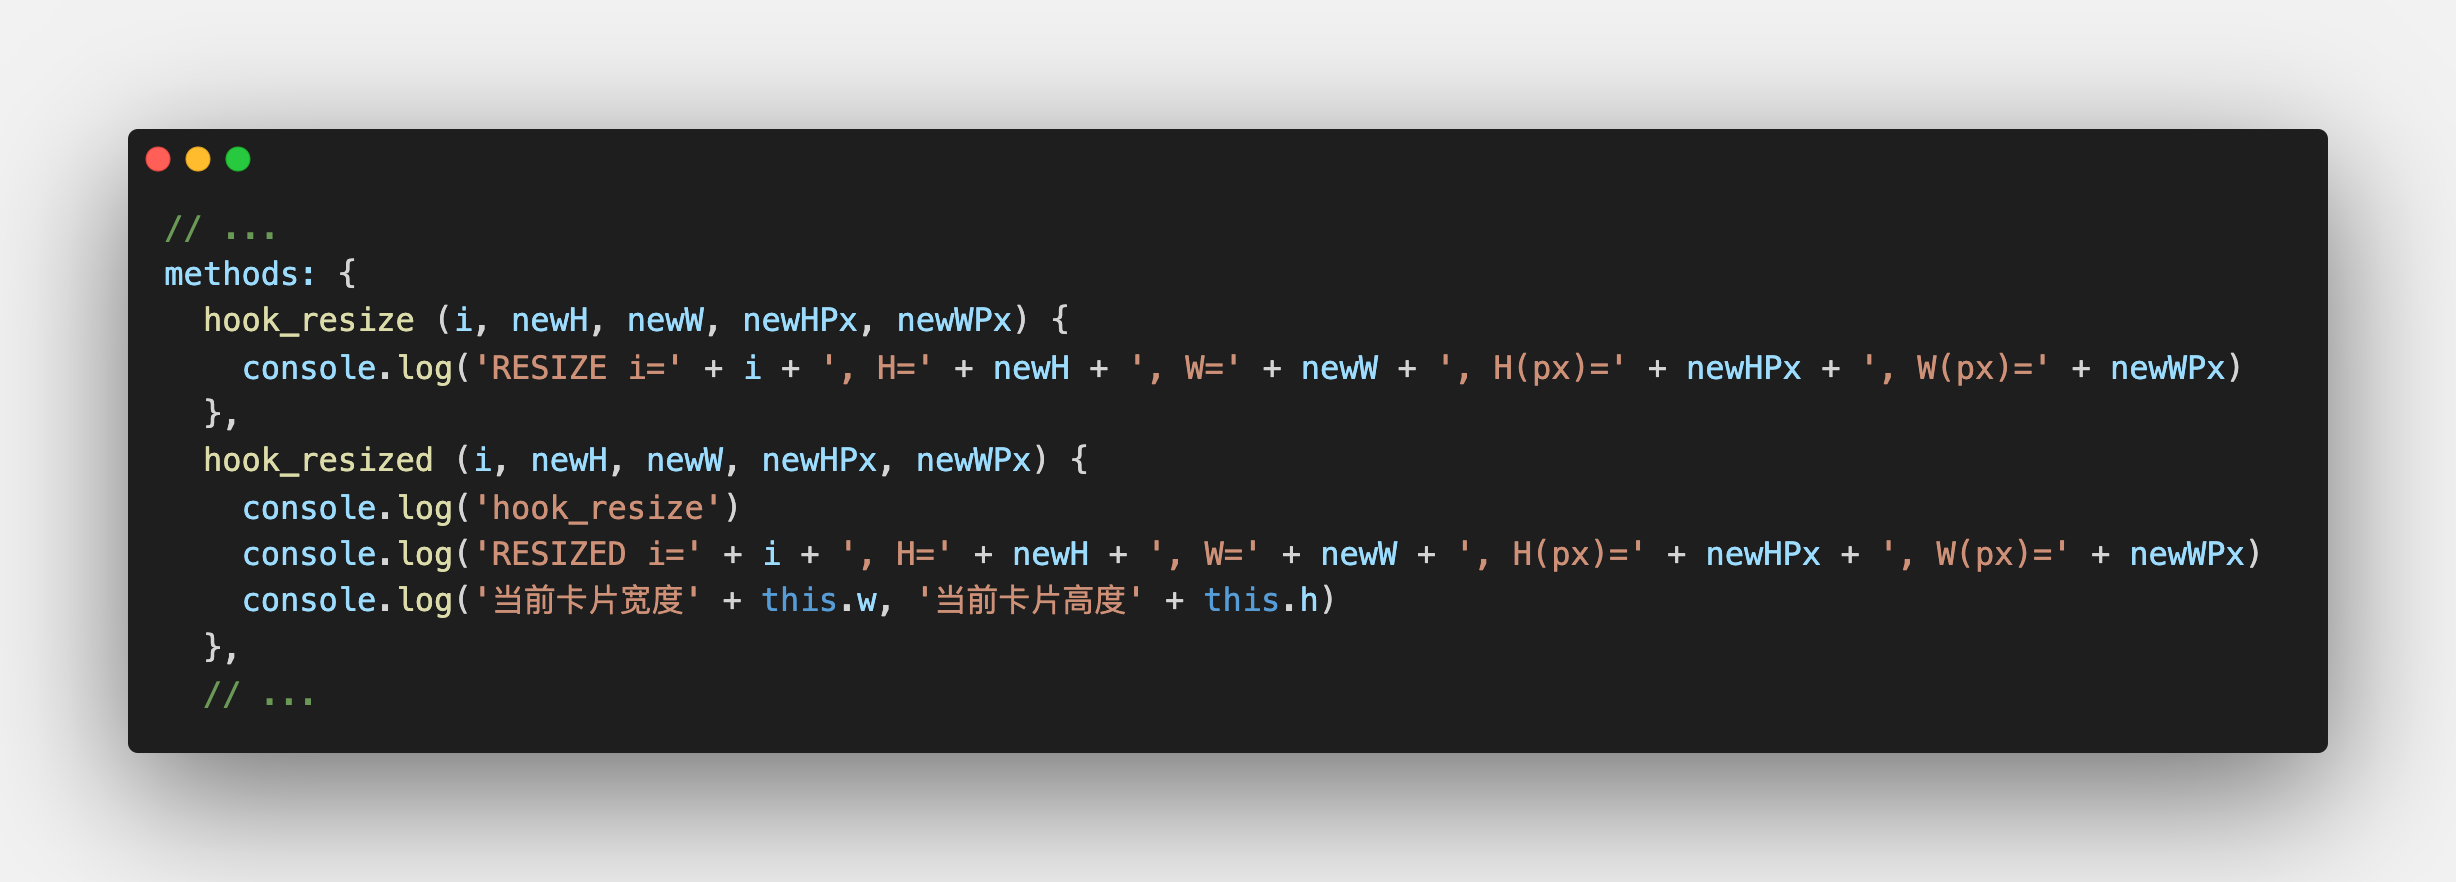 // ...
methods: {
  hook_resize (i, newH, newW, newHPx, newWPx) {
    console.log('RESIZE i=' + i + ', H=' + newH + ', W=' + newW + ', H(px)=' + newHPx + ', W(px)=' + newWPx)
  },
  hook_resized (i, newH, newW, newHPx, newWPx) {
    console.log('hook_resize')
    console.log('RESIZED i=' + i + ', H=' + newH + ', W=' + newW + ', H(px)=' + newHPx + ', W(px)=' + newWPx)
    console.log('当前卡片宽度' + this.w, '当前卡片高度' + this.h)
  },
  // ...